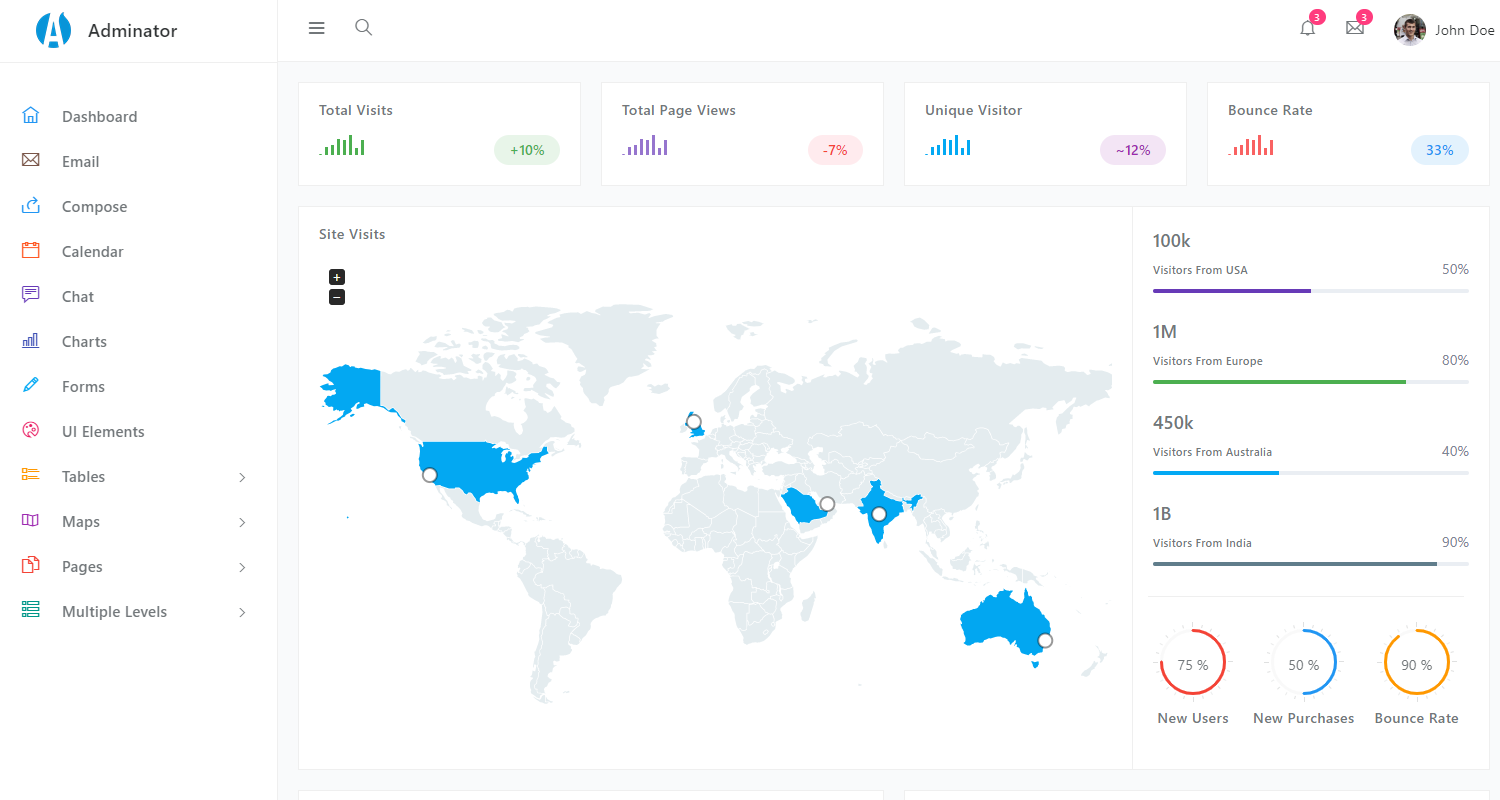 Adminator
3
3
John Doe
Dashboard
Email
Compose
Calendar
Chat
Charts
Forms
UI Elements
Tables
Maps
Pages
Multiple Levels
Total Visits
+10%
Total Page Views
-7%
Unique Visitor
~12%
Bounce Rate
33%
Site Visits
+
−
100k
Visitors From USA 50%
1M
Visitors From Europe 80%
450k
Visitors From Australia 40%
1B
Visitors From India 90%
75 %
50 %
90 %
New Users
New Purchases
Bounce Rate